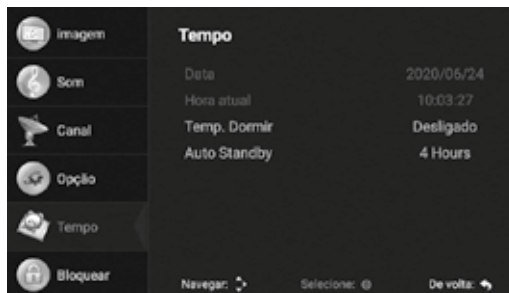 imagem
Som
Canal
Opção
Tempo
Bloquear
Tempo
Data 2020/06/24
Hora atual 10:03:27
Temp. Dormir Desligado
Auto Standby 4 Hours
Navegar: Selecione: De volta: